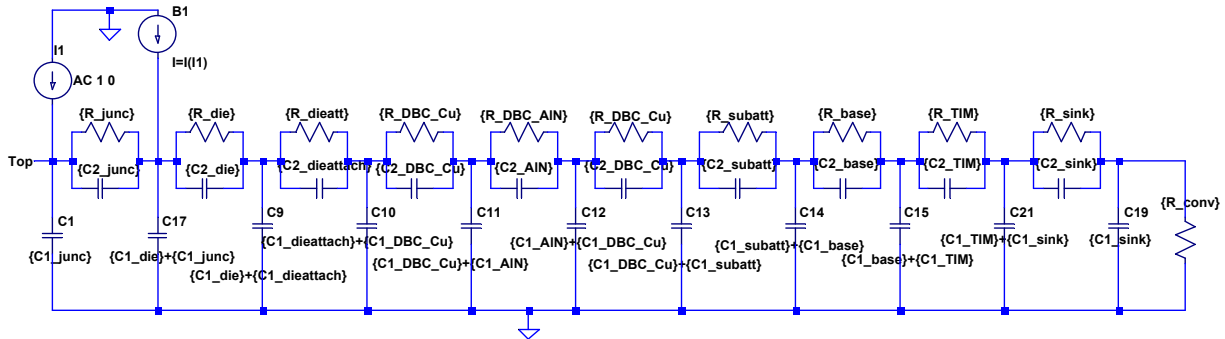 B1
I1
I=I(I1)
AC 1 0
{R_junc}
{R_die}
{R_dieatt}
{R_DBC_Cu}
{R_DBC_AlN}
{R_DBC_Cu}
{R_subatt}
{R_base}
{R_TIM}
{R_sink}
Top
{C2_junc}
{C2_die}
{C2_dieattach}
{C2_DBC_Cu}
{C2_AlN}
{C2_DBC_Cu}
{C2_subatt}
{C2_base}
{C2_TIM}
{C2_sink}
{R_conv}
C1
C17
C9
C10
C11
C12
C13
C14
C15
C21
C19
{C1_junc}
{C1_die}+{C1_junc}
{C1_die}+{C1_dieattach}
{C1_dieattach}+{C1_DBC_Cu}
{C1_DBC_Cu}+{C1_AlN}
{C1_AlN}+{C1_DBC_Cu}
{C1_DBC_Cu}+{C1_subatt}
{C1_subatt}+{C1_base}
{C1_base}+{C1_TIM}
{C1_TIM}+{C1_sink}
{C1_sink}